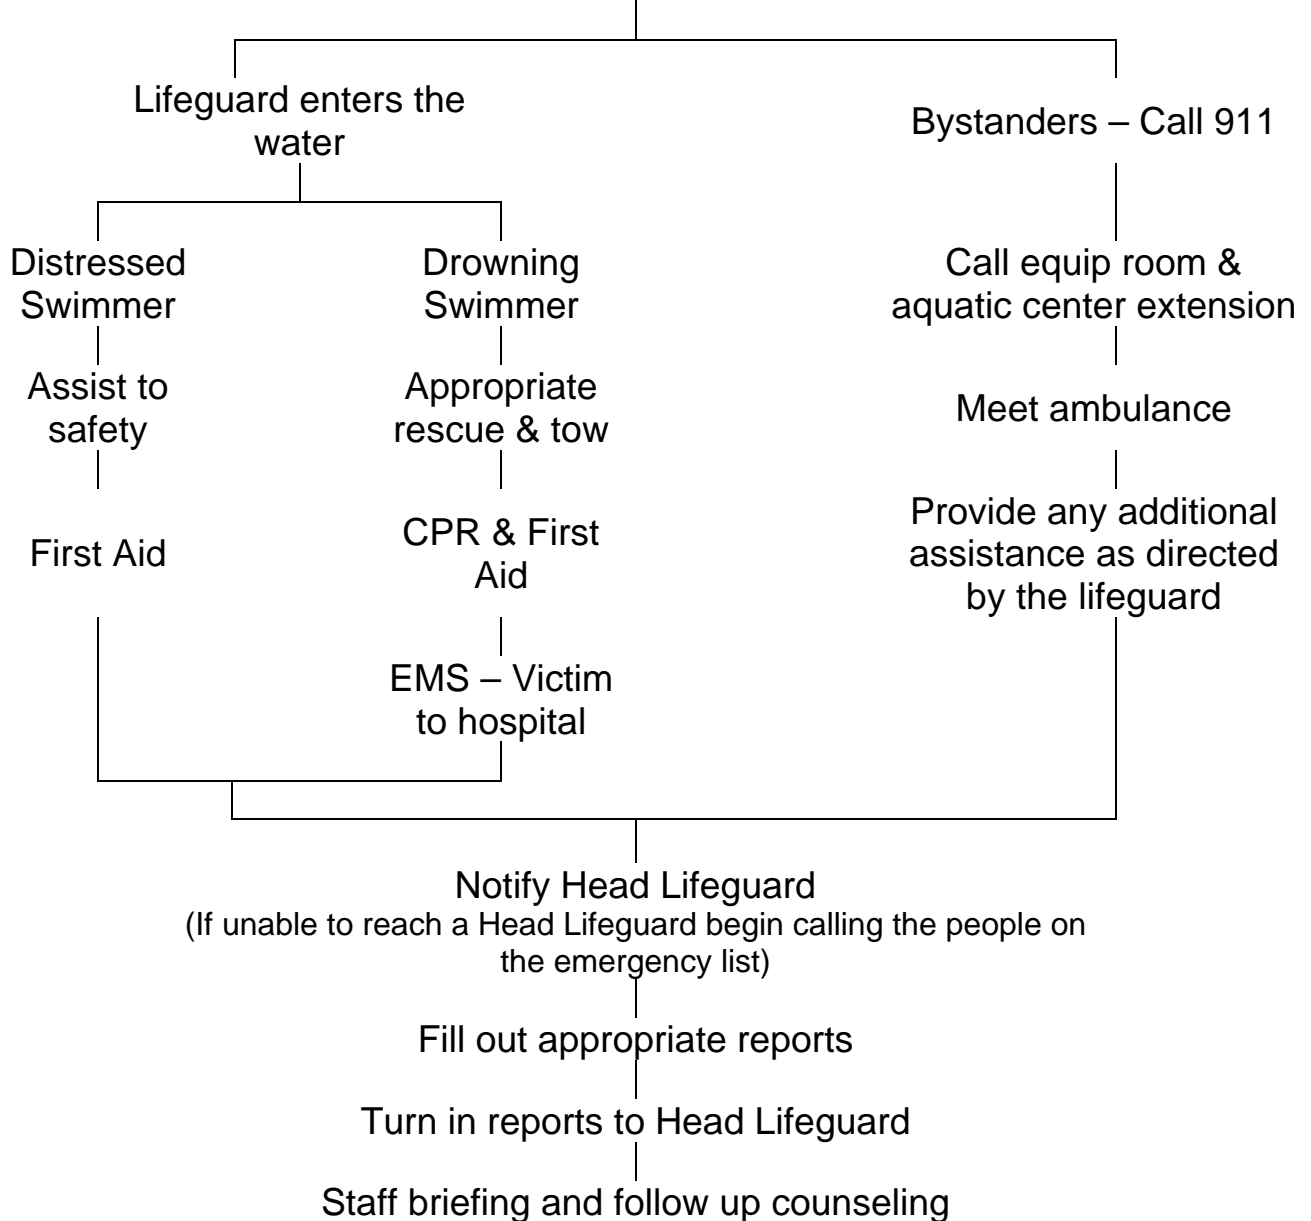 Lifeguard enters the
water
Bystanders – Call 911
Distressed
Swimmer
Drowning
Swimmer
Call equip room &
aquatic center extension
Assist to
safety
Appropriate
rescue & tow
Meet ambulance
First Aid
CPR & First
Aid
Provide any additional
assistance as directed
by the lifeguard
EMS – Victim
to hospital
Notify Head Lifeguard
(If unable to reach a Head Lifeguard begin calling the people on
the emergency list)
Fill out appropriate reports
Turn in reports to Head Lifeguard
Staff briefing and follow up counseling